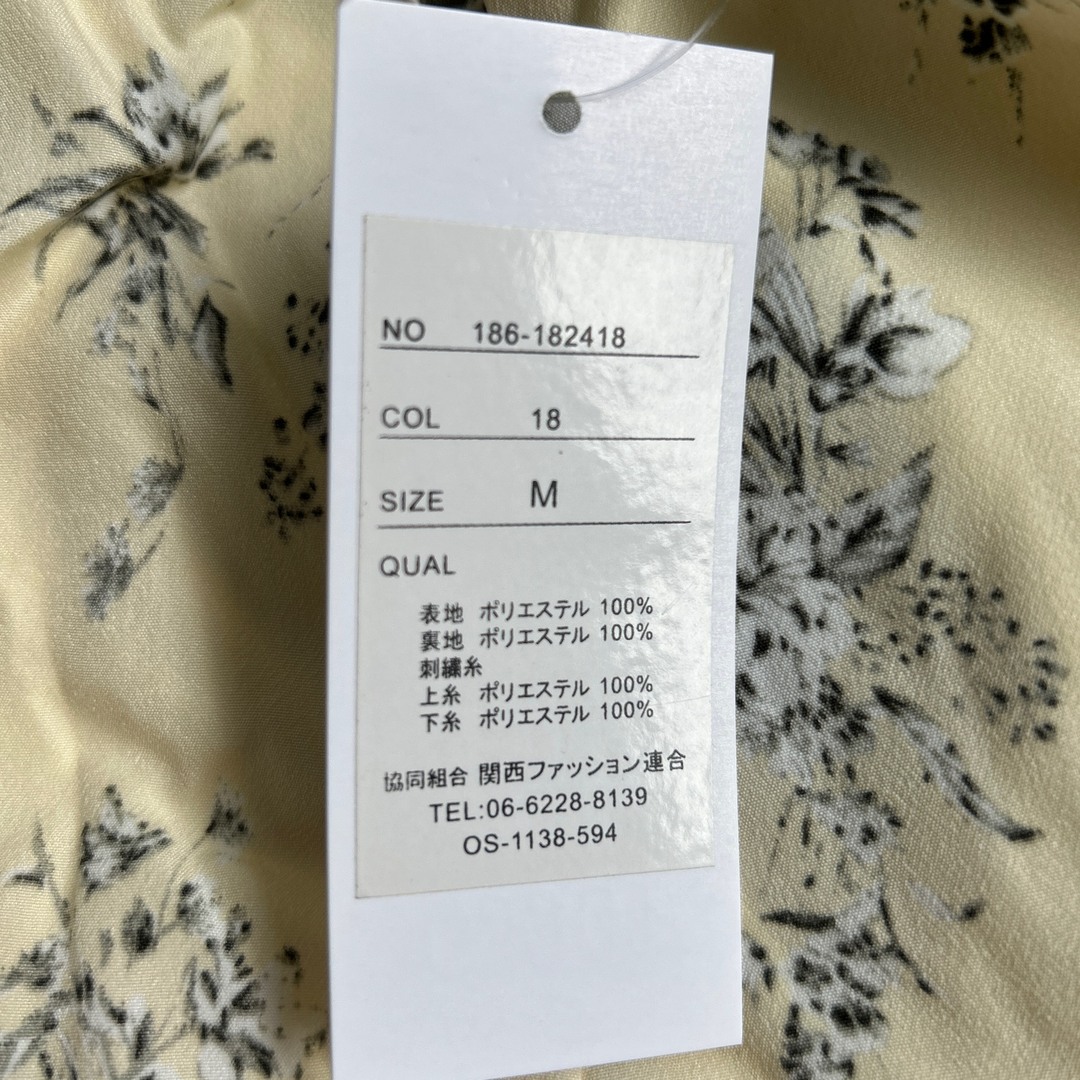 NO 186-182418
COL 18
SIZE M
QUAL
表地 ポリエステル 100%
裏地 ポリエステル 100%
刺繍糸
上糸 ポリエステル 100%
下糸 ポリエステル 100%
協同組合 関西ファッション連合
TEL:06-6228-8139
OS-1138-594